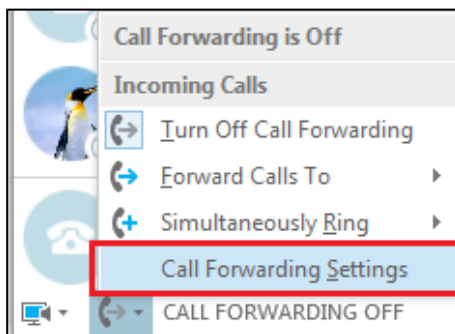 Call Forwarding is Off
Incoming Calls
Turn Off Call Forwarding
Forward Calls To
Simultaneously Ring
Call Forwarding Settings
CALL FORWARDING OFF